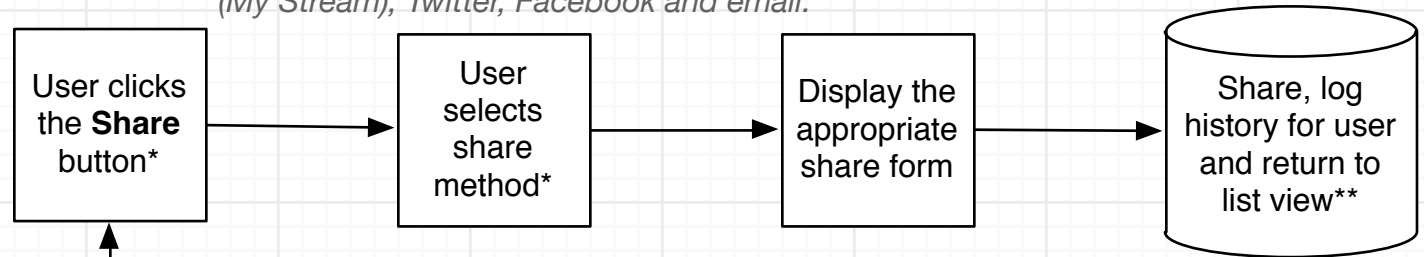 (My Stream), Twitter, Facebook and email.
User clicks
the Share
button*
User
selects
share
method*
Display the
appropriate
share form
Share, log
history for user
and return to
list view**